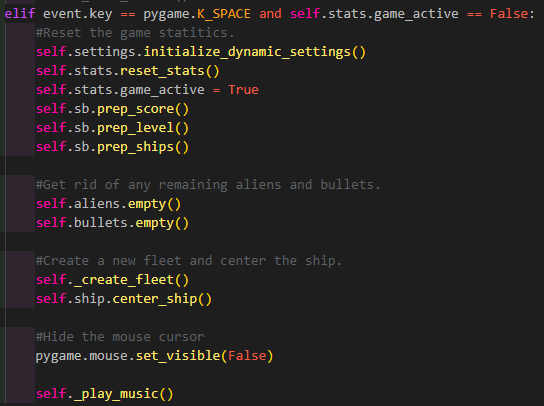 elif event.key == pygame.K_SPACE and self.stats.game_active == False:
#Reset the game statitics.
self.settings.initialize_dynamic_settings()
self.stats.reset_stats()
self.stats.game_active = True
self.sb.prep_score()
self.sb.prep_level()
self.sb.prep_ships()
#Get rid of any remaining aliens and bullets.
self.aliens.empty()
self.bullets.empty()
#Create a new fleet and center the ship.
self._create_fleet()
self.ship.center_ship()
#Hide the mouse cursor
pygame.mouse.set_visible(False)
self._play_music()